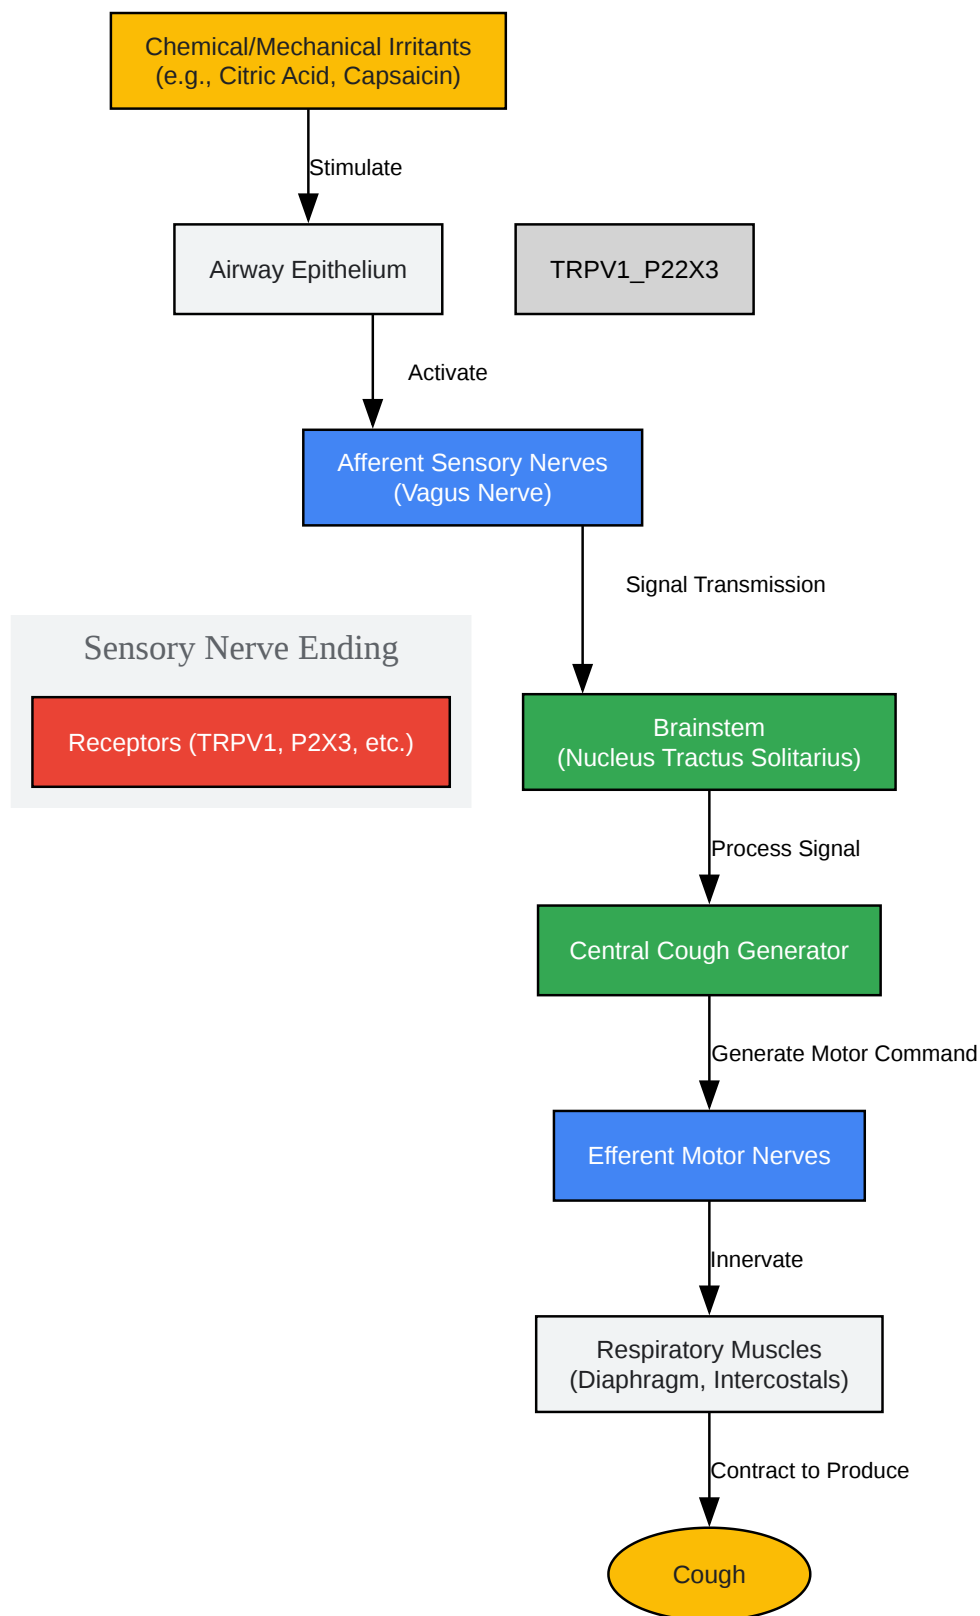 Chemical/Mechanical Irritants
(e.g., Citric Acid, Capsaicin)
Stimulate
Airway Epithelium
TRPV1_P22X3
Activate
Afferent Sensory Nerves
(Vagus Nerve)
Signal Transmission
Sensory Nerve Ending
Receptors (TRPV1, P2X3, etc.)
Brainstem
(Nucleus Tractus Solitarius)
Process Signal
Central Cough Generator
Generate Motor Command
Efferent Motor Nerves
Innervate
Respiratory Muscles
(Diaphragm, Intercostals)
Contract to Produce
Cough